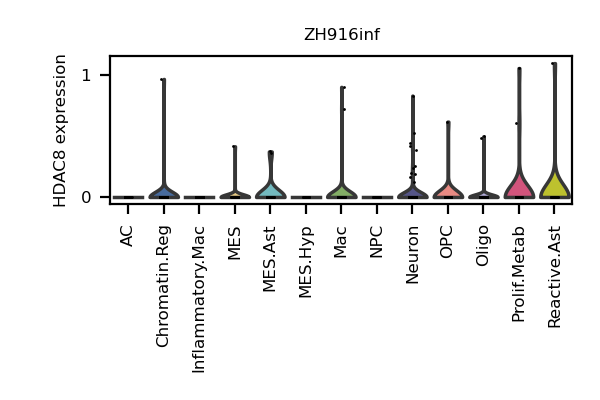 ZH916inf
HDAC8 expression
1
0
AC
Chromatin.Reg
Inflammatory.Mac
MES
MES.Ast
MES.Hyp
Mac
NPC
Neuron
OPC
Oligo
Prolif.Metab
Reactive.Ast